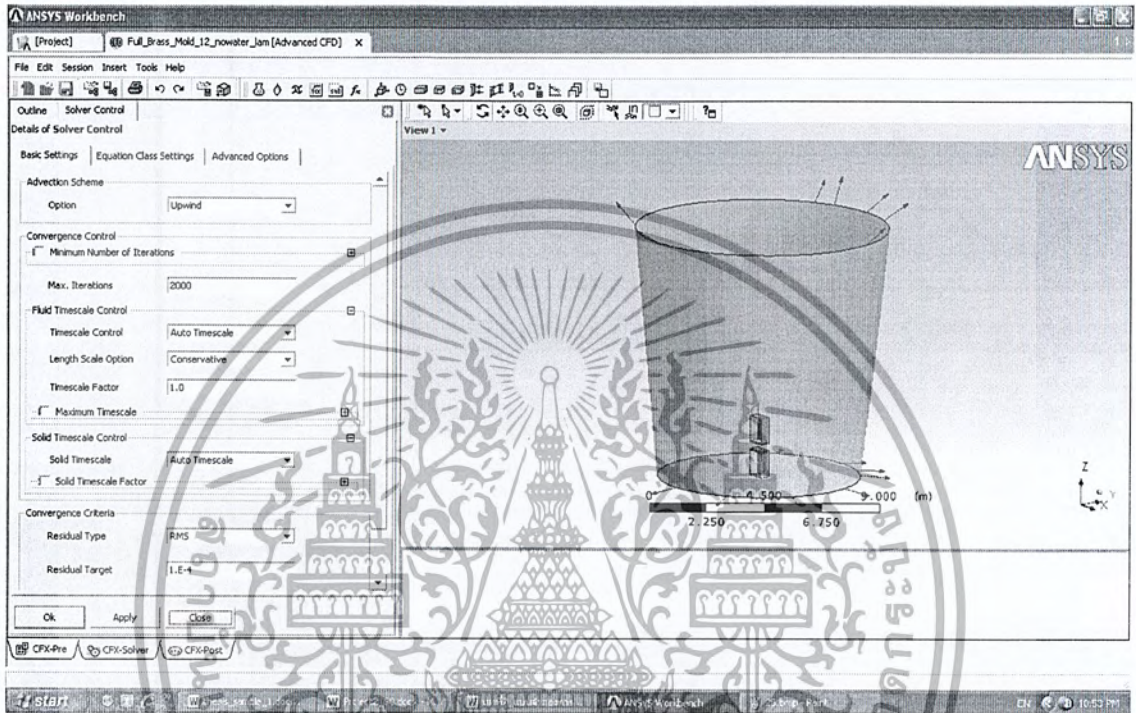 ANSYS Workbench
[Project]
Full_Brass_Mold_12_nowater_lam [Advanced CFD] x
File Edit Session Insert Tools Help
Outline Solver Control
Details of Solver Control
View 1
Basic Settings Equation Class Settings Advanced Options
ANSYS
Advection Scheme
Option Upwind
Convergence Control
Minimum Number of Iterations
Max. Iterations 2000
Fluid Timescale Control
Timescale Control Auto Timescale
Length Scale Option Conservative
Timescale Factor 1.0
Maximum Timescale
Solid Timescale Control
Solid Timescale Auto Timescale
Solid Timescale Factor
Convergence Criteria
Residual Type RMS
Residual Target 1.E-4
0 4.500 9.000 (m)
2.250 6.750
Z
Y
X
Ok Apply Close
CFX-Pre CFX-Solver CFX-Post
start
ANSYS Workbench
EN 10:53 PM